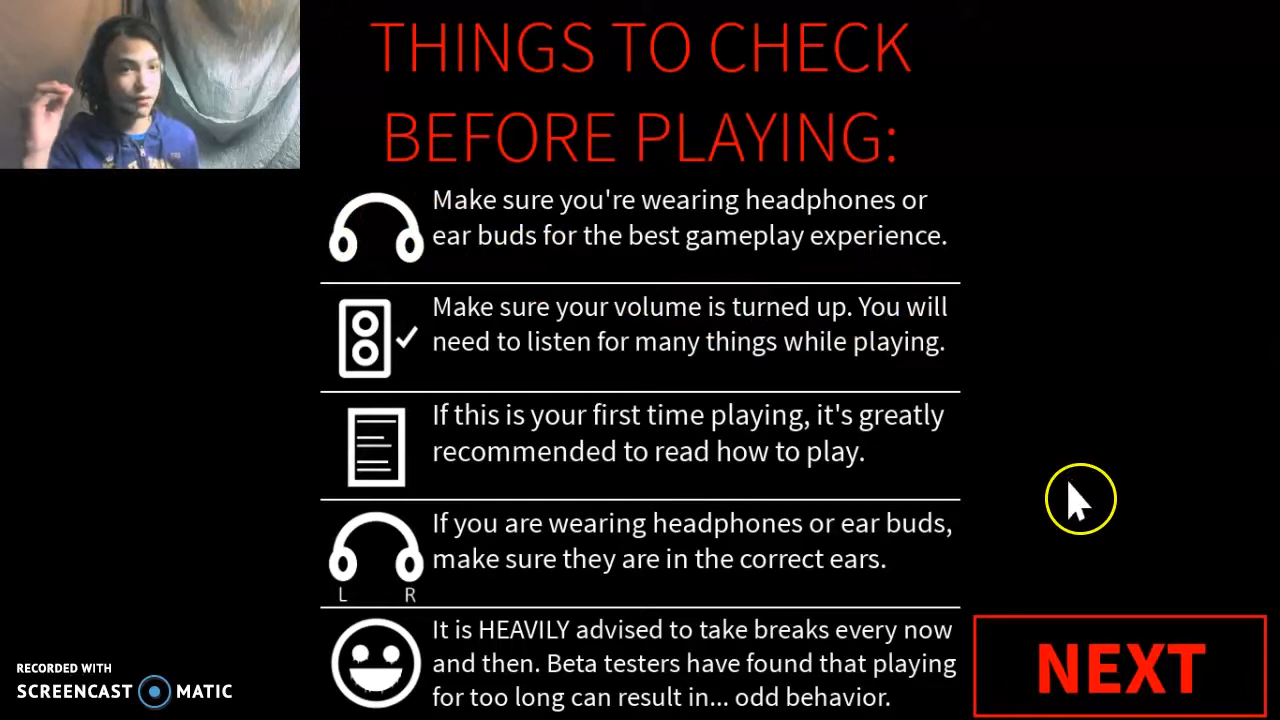 THINGS TO CHECK
BEFORE PLAYING:
Make sure you're wearing headphones or
ear buds for the best gameplay experience.
Make sure your volume is turned up. You will
need to listen for many things while playing.
If this is your first time playing, it's greatly
recommended to read how to play.
If you are wearing headphones or ear buds,
make sure they are in the correct ears.
L R
It is HEAVILY advised to take breaks every now
and then. Beta testers have found that playing
for too long can result in... odd behavior.
NEXT
RECORDED WITH
SCREENCAST MATIC